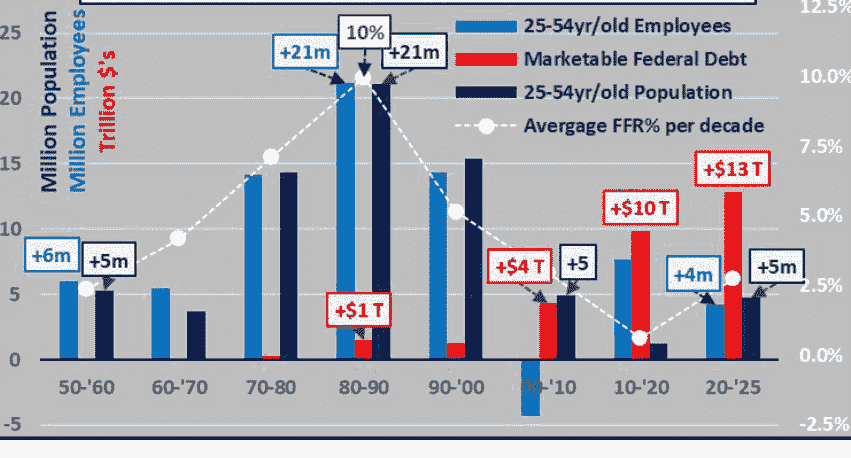 Million Population
Million Employees
Trillion $'s
25
20
15
10
5
0
-5
12.5%
10.0%
7.5%
5.0%
2.5%
0.0%
-2.5%
25-54yr/old Employees
Marketable Federal Debt
25-54yr/old Population
Avergage FFR% per decade
+6m
+5m
+21m
10%
+21m
+$1 T
+$4 T
+5
+$10 T
+4m
+$13 T
+5m
50-'60
60-'70
70-80
80-90
90-'00
00-'10
10-'20
20-'25